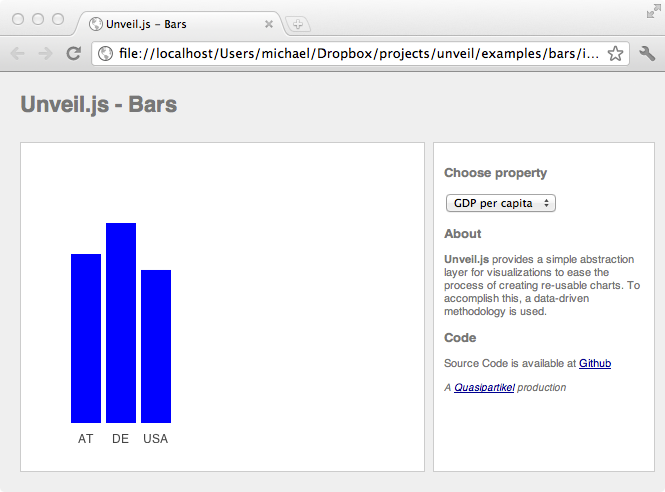 Unveil.js – Bars
file://localhost/Users/michael/Dropbox/projects/unveil/examples/bars/i...
Unveil.js - Bars
AT DE USA
Choose property
GDP per capita
About
Unveil.js provides a simple abstraction
layer for visualizations to ease the
process of creating re-usable charts. To
accomplish this, a data-driven
methodology is used.
Code
Source Code is available at Github
A Quasipartikel production